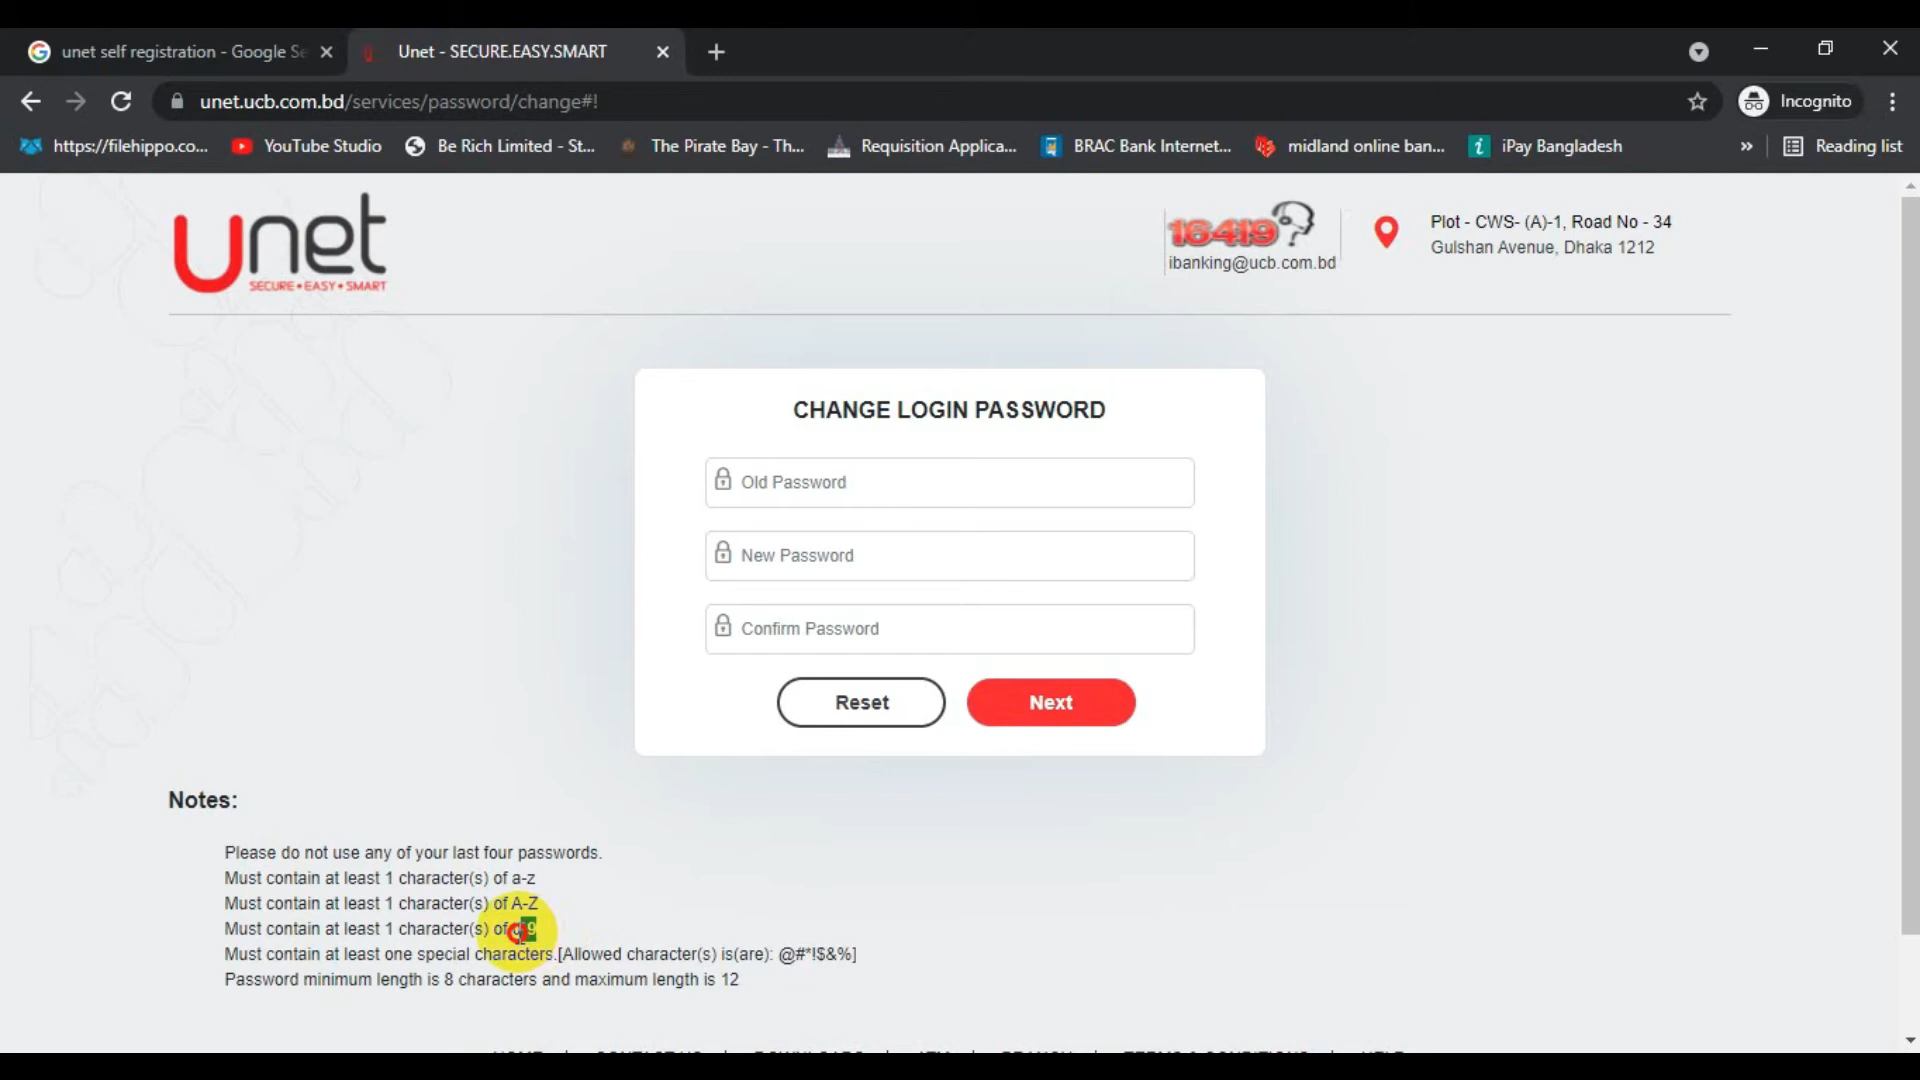 unet self registration - Google Se
Unet - SECURE.EASY.SMART
unet.ucb.com.bd/services/password/change#!
Incognito
https://filehippo.co...
YouTube Studio
Be Rich Limited - St...
The Pirate Bay - Th...
Requisition Applica...
BRAC Bank Internet...
midland online ban...
iPay Bangladesh
»
Reading list
unet
SECURE•EASY•SMART
16419
ibanking@ucb.com.bd
Plot - CWS- (A)-1, Road No - 34
Gulshan Avenue, Dhaka 1212
CHANGE LOGIN PASSWORD
Old Password
New Password
Confirm Password
Reset
Next
Notes:
Please do not use any of your last four passwords.
Must contain at least 1 character(s) of a-z
Must contain at least 1 character(s) of A-Z
Must contain at least 1 character(s) of
Must contain at least one special characters.[Allowed character(s) is(are): @#*!$&%]
Password minimum length is 8 characters and maximum length is 12